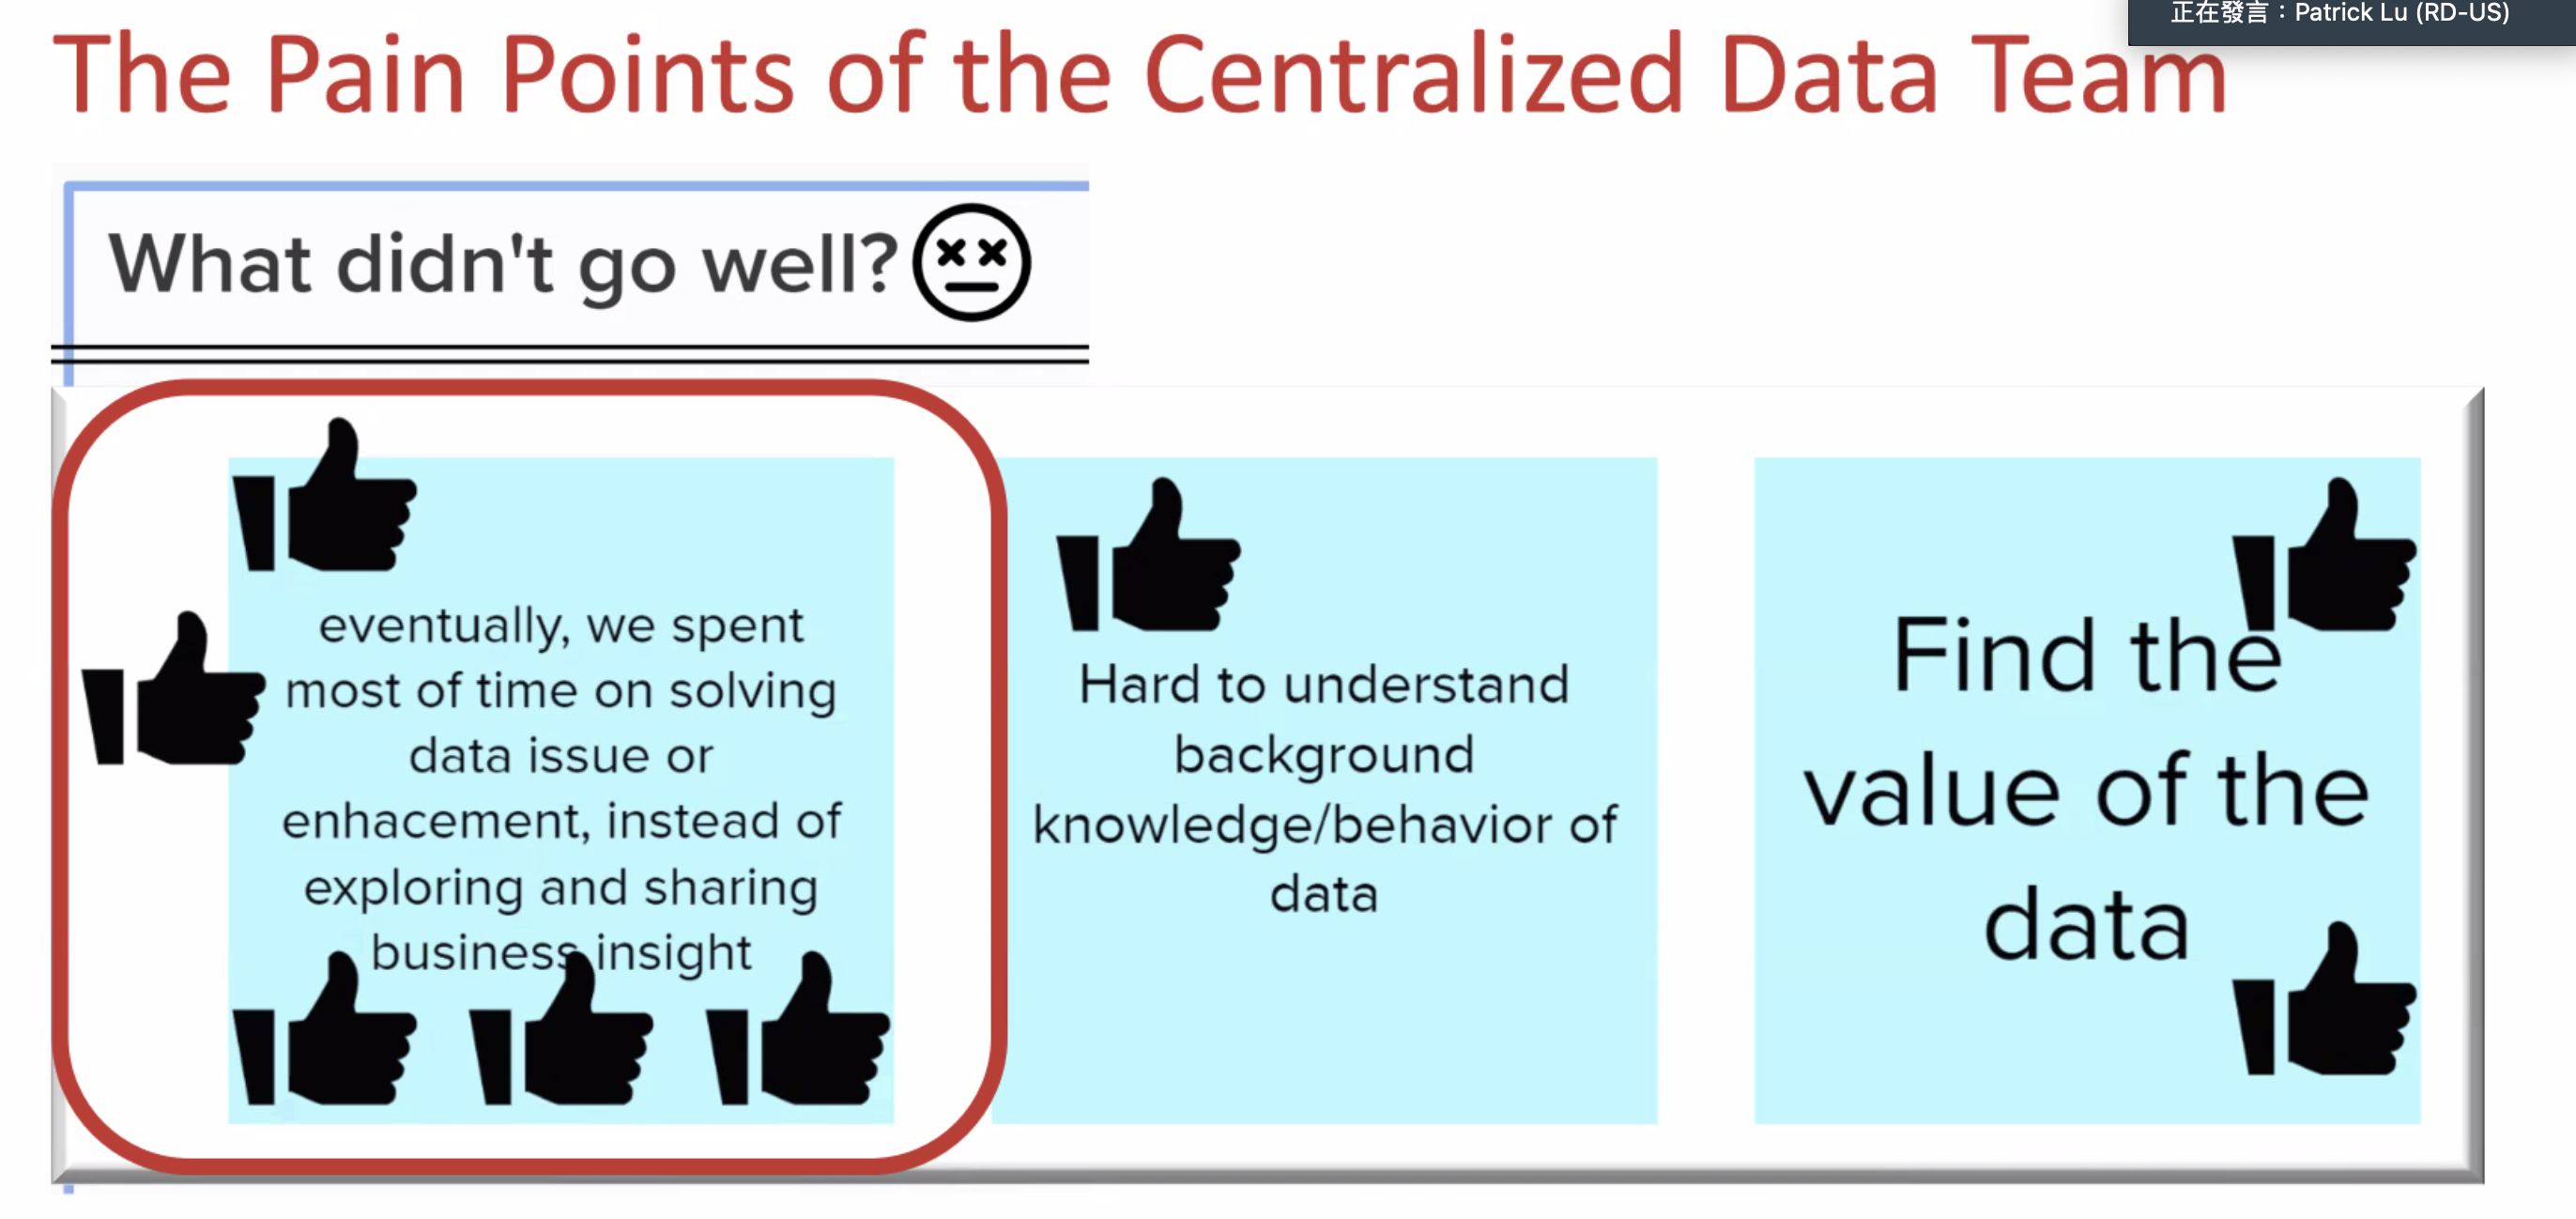 正在發言：Patrick Lu (RD-US)
The Pain Points of the Centralized Data Team
What didn't go well?
eventually, we spent
most of time on solving
data issue or
enhacement, instead of
exploring and sharing
business insight
Hard to understand
background
knowledge/behavior of
data
Find the
value of the
data